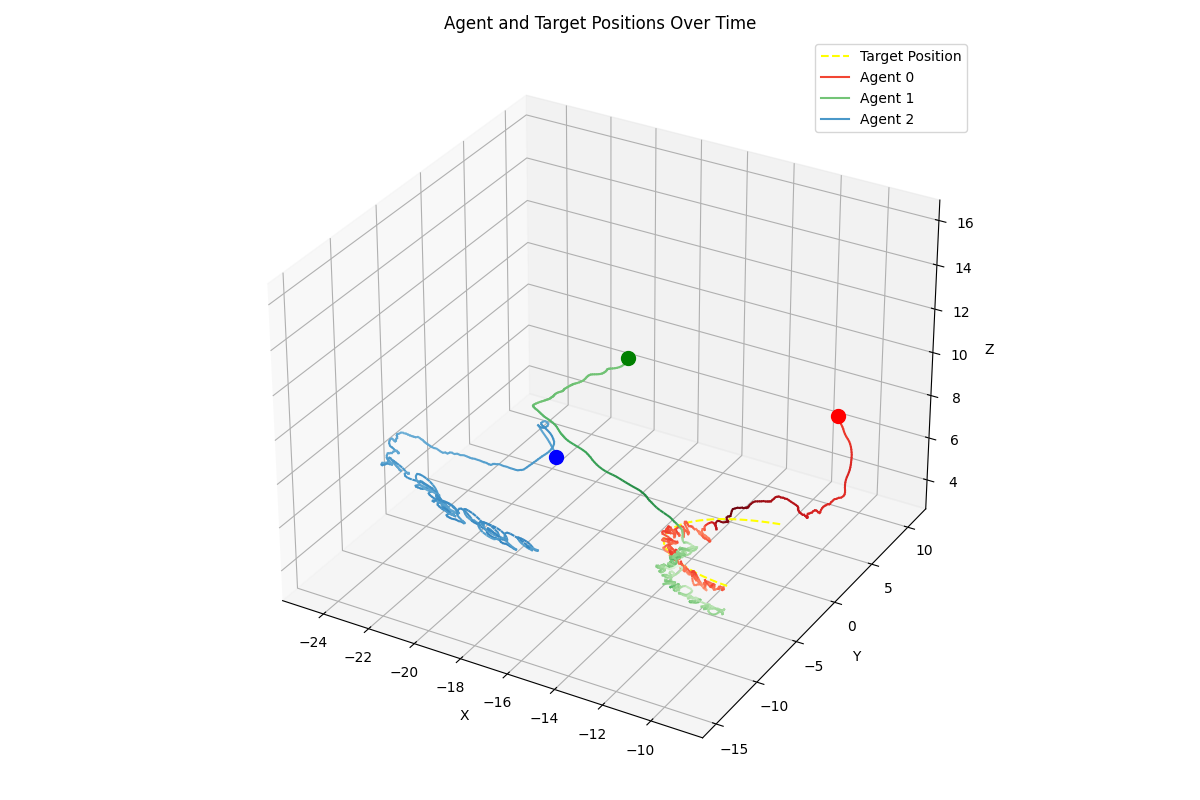 Agent and Target Positions Over Time
Target Position
Agent 0
Agent 1
Agent 2
16
14
12
10
8
6
4
Z
10
5
0
−5
−10
−15
Y
−24
−22
−20
−18
−16
−14
−12
−10
X